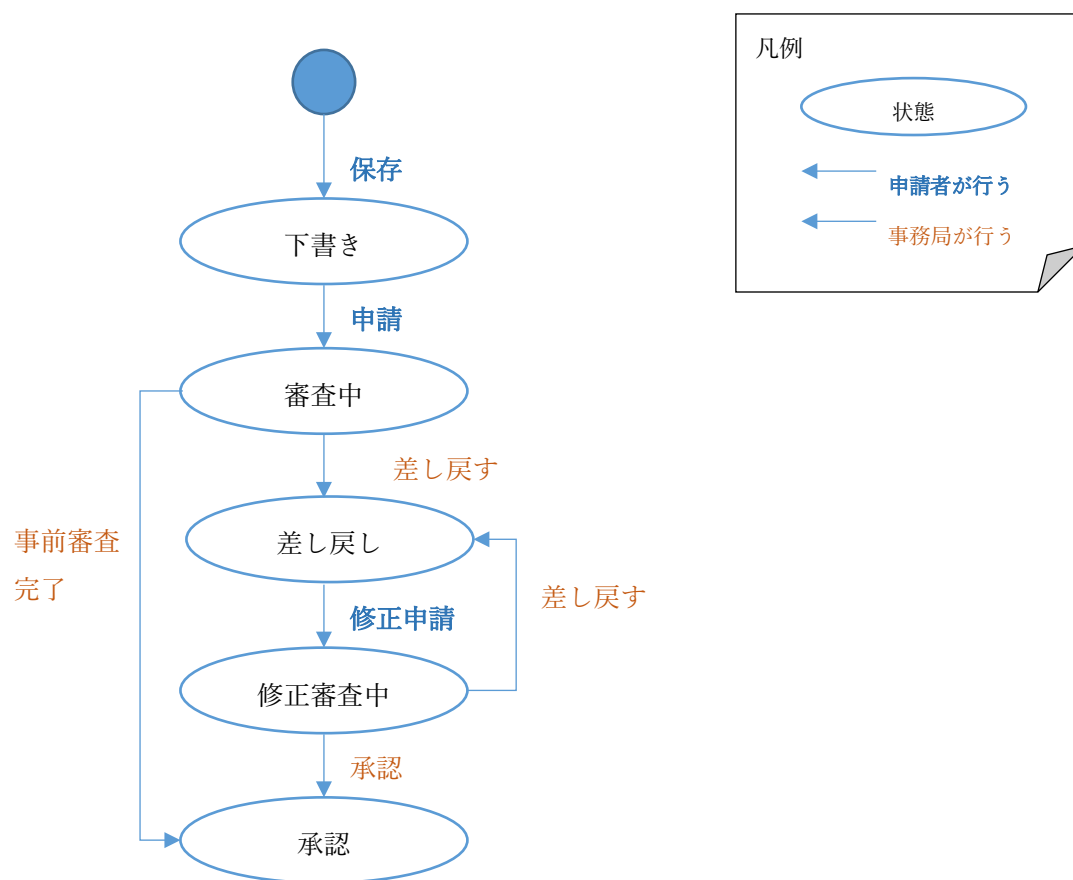 凡例
状態
申請者が行う
事務局が行う
保存
下書き
申請
審査中
差し戻す
差し戻し
事前審査
完了
差し戻す
修正申請
修正審査中
承認
承認